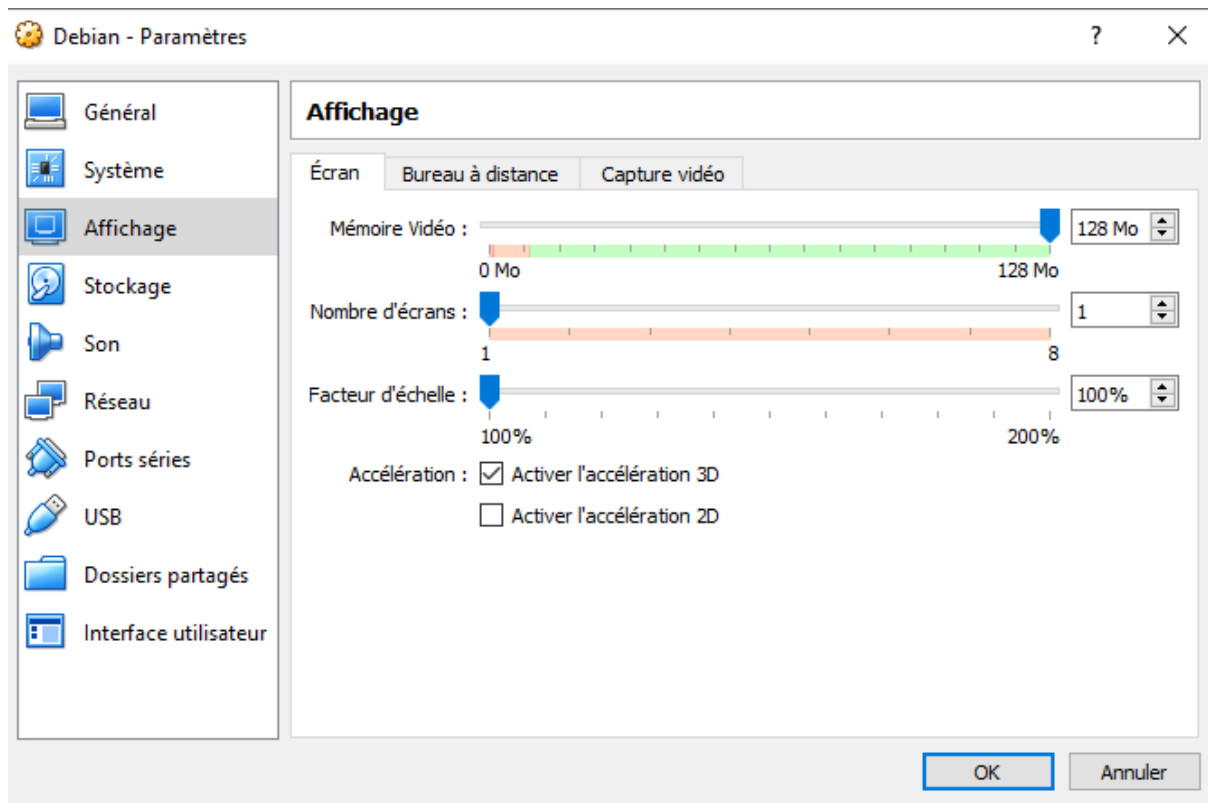 Debian - Paramètres ?
Général
Système
Affichage
Stockage
Son
Réseau
Ports séries
USB
Dossiers partagés
Interface utilisateur
Affichage
Écran Bureau à distance Capture vidéo
Mémoire Vidéo : 128 Mo
0 Mo 128 Mo
Nombre d'écrans : 1
1 8
Facteur d'échelle : 100%
100% 200%
Accélération : Activer l'accélération 3D
Activer l'accélération 2D
OK Annuler